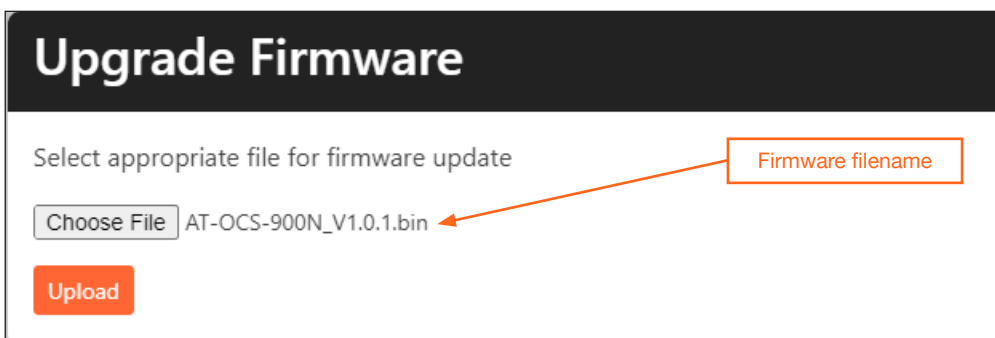 Upgrade Firmware
Select appropriate file for firmware update
Firmware filename
Choose File AT-OCS-900N_V1.0.1.bin
Upload